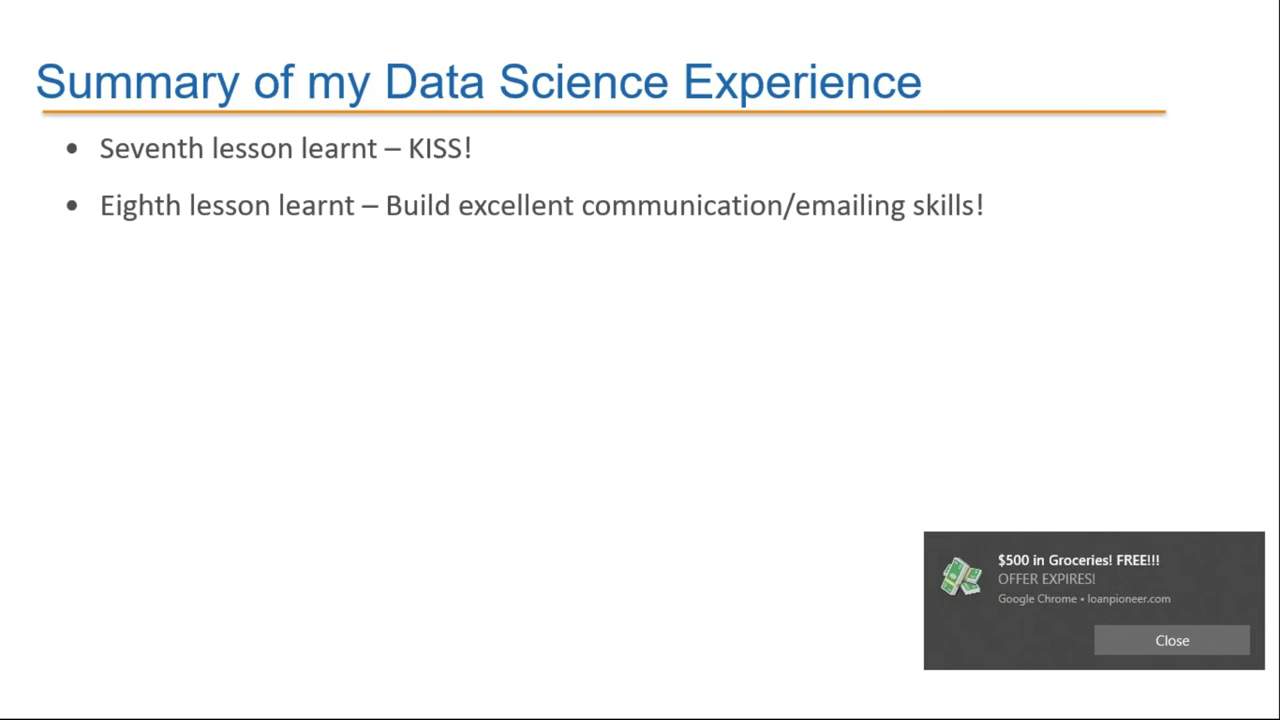 Summary of my Data Science Experience
• Seventh lesson learnt – KISS!
• Eighth lesson learnt – Build excellent communication/emailing skills!
$500 in Groceries! FREE!!!
OFFER EXPIRES!
Google Chrome • loanpioneer.com
Close